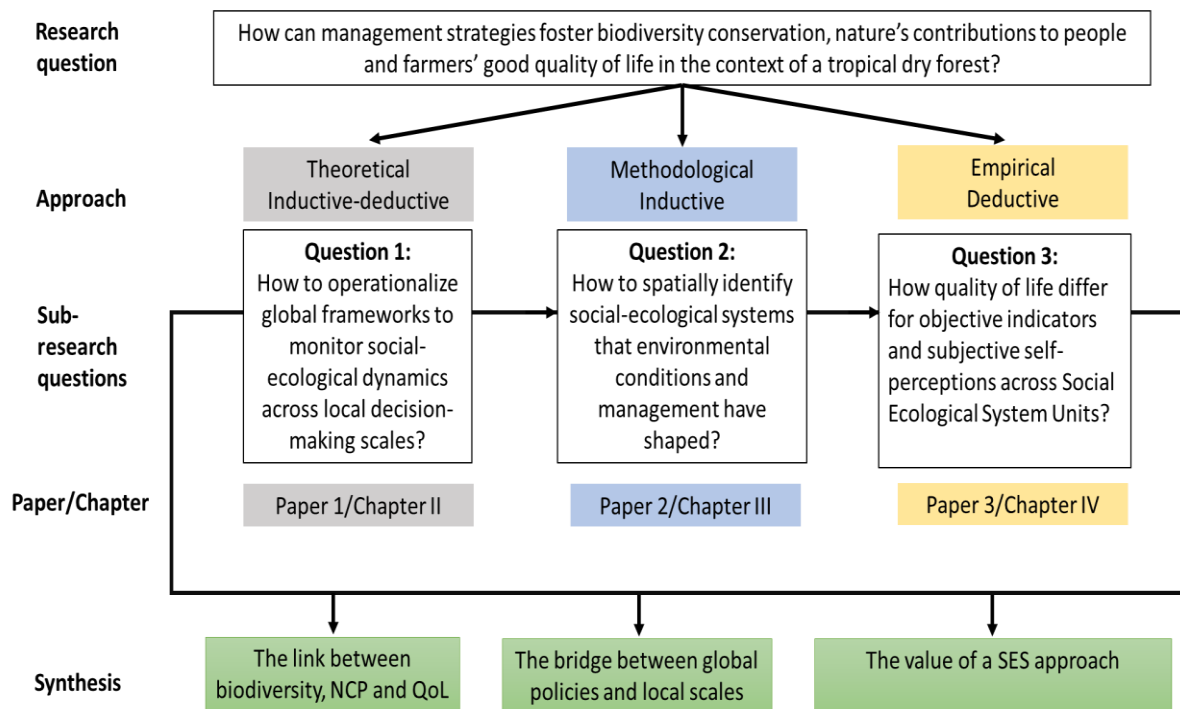 Research
question
How can management strategies foster biodiversity conservation, nature's contributions to people
and farmers' good quality of life in the context of a tropical dry forest?
Approach
Theoretical
Inductive-deductive
Methodological
Inductive
Empirical
Deductive
Sub-
research
questions
Question 1:
How to operationalize
global frameworks to
monitor social-
ecological dynamics
across local decision-
making scales?
Question 2:
How to spatially identify
social-ecological systems
that environmental
conditions and
management have
shaped?
Question 3:
How quality of life differ
for objective indicators
and subjective self-
perceptions across Social
Ecological System Units?
Paper/Chapter
Paper 1/Chapter II
Paper 2/Chapter III
Paper 3/Chapter IV
Synthesis
The link between
biodiversity, NCP and QoL
The bridge between global
policies and local scales
The value of a SES approach